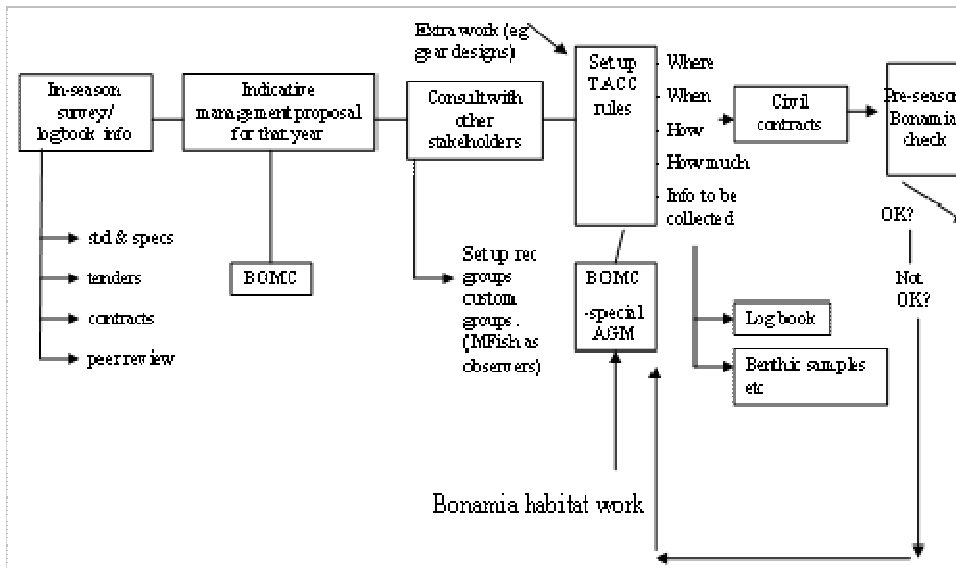 Extra work (eg
gear designs)
In-season
survey/
logbook info
Indicative
management proposal
for that year
Consult with
other
stakeholders
Set up
TACC
rules
Where
When
How
How much
Info to be
collected
Civil
contracts
Pre-season
Bonamia
check
OK?
Not
OK?
std & specs
tenders
contracts
peer review
BOMC
Set up rec
groups
custom
groups.
(MFish as
observers)
BOMC
-special
AGM
Logbook
Benthic samples
etc
Bonamia habitat work